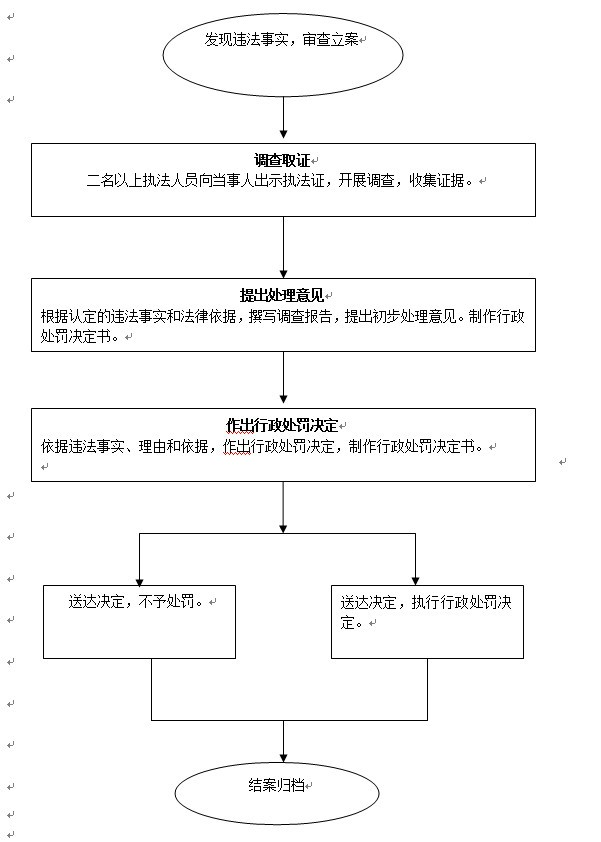 发现违法事实，审查立案
调查取证
二名以上执法人员向当事人出示执法证，开展调查，收集证据。
提出处理意见
根据认定的违法事实和法律依据，撰写调查报告，提出初步处理意见。制作行政
处罚决定书。
作出行政处罚决定
依据违法事实、理由和依据，作出行政处罚决定，制作行政处罚决定书。
送达决定，不予处罚。
送达决定，执行行政处罚决
定。
结案归档